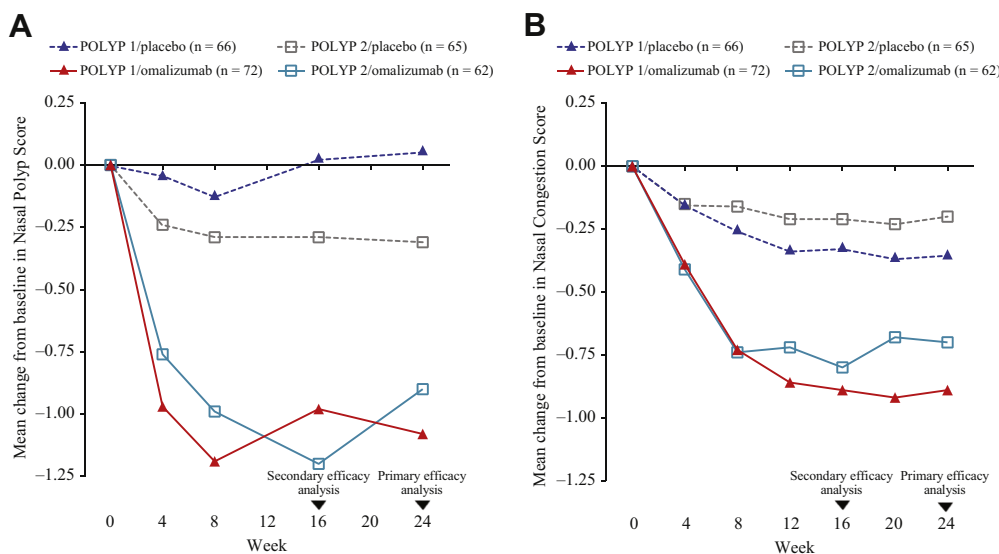 A
POLYP 1/placebo (n = 66)
POLYP 2/placebo (n = 65)
POLYP 1/omalizumab (n = 72)
POLYP 2/omalizumab (n = 62)
Mean change from baseline in Nasal Polyp Score
0.25
0.00
−0.25
−0.50
−0.75
−1.00
−1.25
Secondary efficacy
analysis
Primary efficacy
analysis
0 4 8 12 16 20 24
Week
B
POLYP 1/placebo (n = 66)
POLYP 2/placebo (n = 65)
POLYP 1/omalizumab (n = 72)
POLYP 2/omalizumab (n = 62)
Mean change from baseline in Nasal Congestion Score
0.25
0.00
−0.25
−0.50
−0.75
−1.00
−1.25
Secondary efficacy
analysis
Primary efficacy
analysis
0 4 8 12 16 20 24
Week